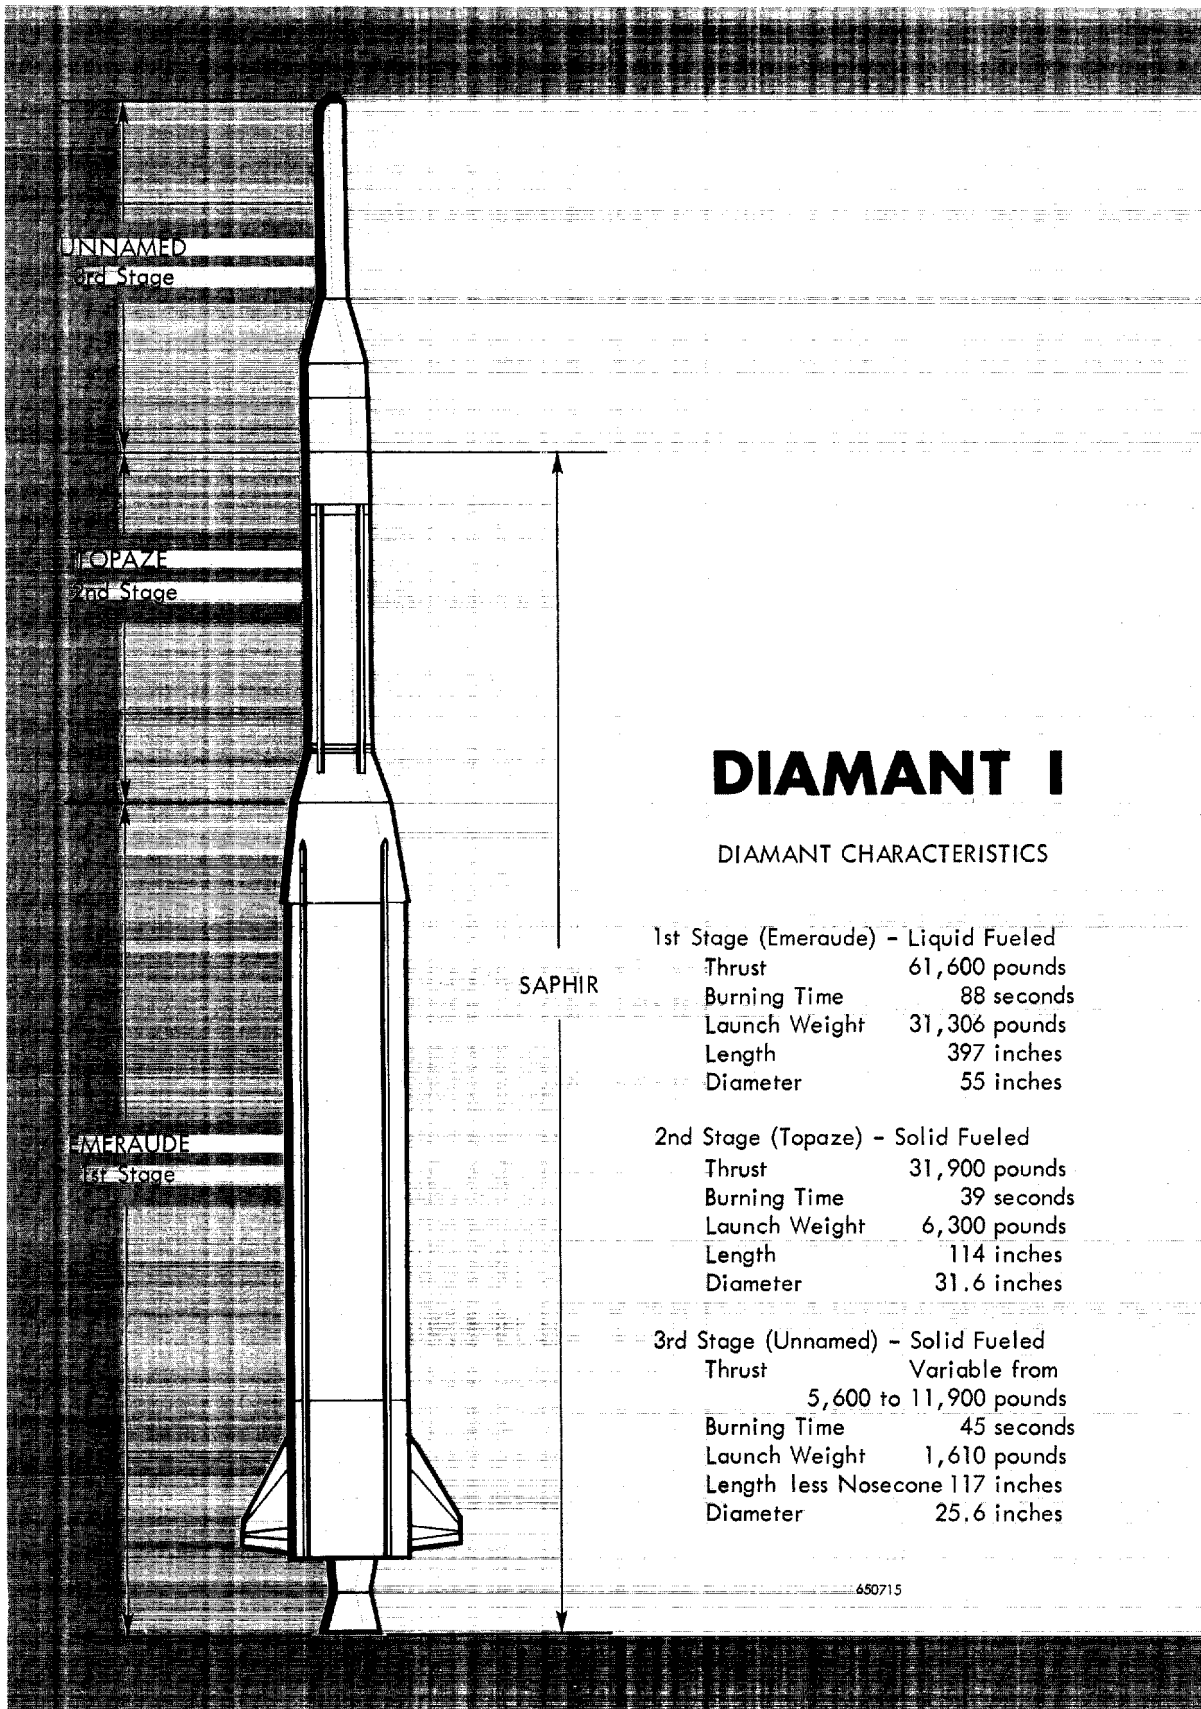 UNNAMED
3rd Stage
TOPAZE
2nd Stage
EMERAUDE
1st Stage
SAPHIR
DIAMANT I
DIAMANT CHARACTERISTICS
1st Stage (Emeraude) - Liquid Fueled
Thrust 61,600 pounds
Burning Time 88 seconds
Launch Weight 31,306 pounds
Length 397 inches
Diameter 55 inches
2nd Stage (Topaze) - Solid Fueled
Thrust 31,900 pounds
Burning Time 39 seconds
Launch Weight 6,300 pounds
Length 114 inches
Diameter 31.6 inches
3rd Stage (Unnamed) - Solid Fueled
Thrust Variable from
5,600 to 11,900 pounds
Burning Time 45 seconds
Launch Weight 1,610 pounds
Length less Nosecone 117 inches
Diameter 25.6 inches
650715